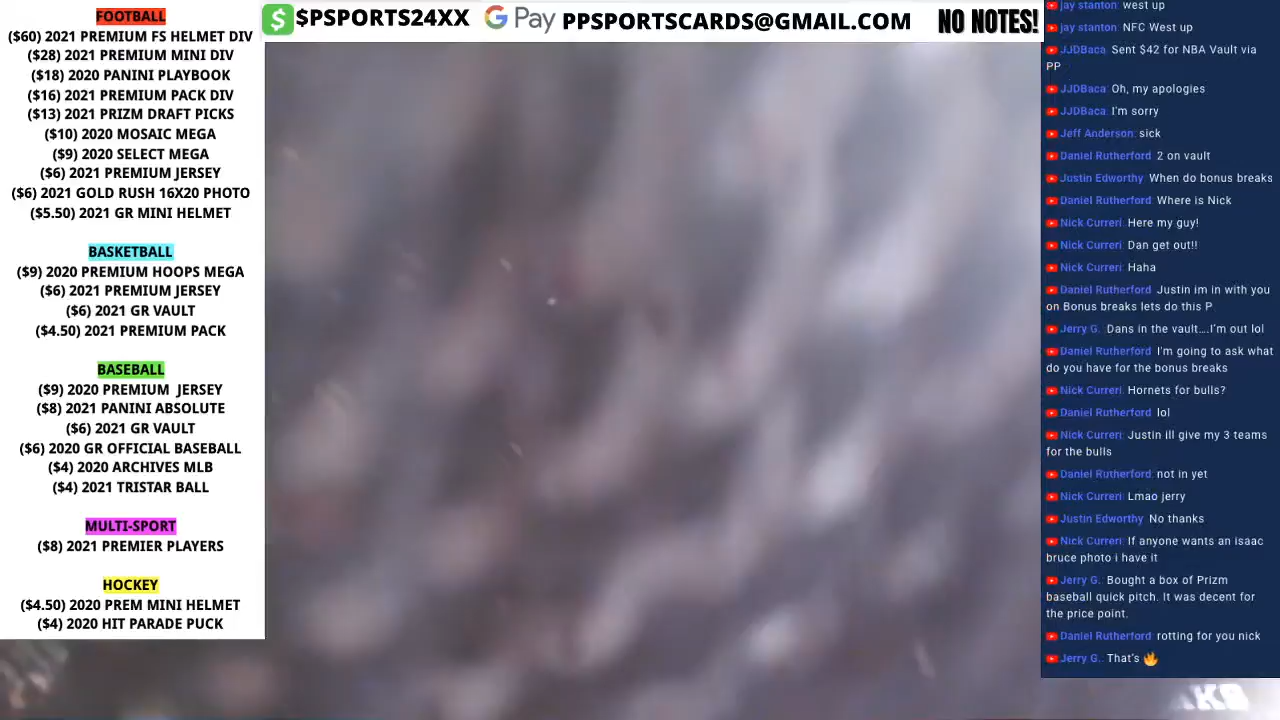 FOOTBALL
($60) 2021 PREMIUM FS HELMET DIV
($28) 2021 PREMIUM MINI DIV
($18) 2020 PANINI PLAYBOOK
($16) 2021 PREMIUM PACK DIV
($13) 2021 PRIZM DRAFT PICKS
($10) 2020 MOSAIC MEGA
($9) 2020 SELECT MEGA
($6) 2021 PREMIUM JERSEY
($6) 2021 GOLD RUSH 16X20 PHOTO
($5.50) 2021 GR MINI HELMET
BASKETBALL
($9) 2020 PREMIUM HOOPS MEGA
($6) 2021 PREMIUM JERSEY
($6) 2021 GR VAULT
($4.50) 2021 PREMIUM PACK
BASEBALL
($9) 2020 PREMIUM JERSEY
($8) 2021 PANINI ABSOLUTE
($6) 2021 GR VAULT
($6) 2020 GR OFFICIAL BASEBALL
($4) 2020 ARCHIVES MLB
($4) 2021 TRISTAR BALL
MULTI-SPORT
($8) 2021 PREMIER PLAYERS
HOCKEY
($4.50) 2020 PREM MINI HELMET
($4) 2020 HIT PARADE PUCK
$PSPORTS24XX G Pay PPSPORTSCARDS@GMAIL.COM NO NOTES!
jay stanton: west up
jay stanton: NFC West up
JJDBaca: Sent $42 for NBA Vault via
PP
JJDBaca: Oh, my apologies
JJDBaca: I'm sorry
Jeff Anderson: sick
Daniel Rutherford: 2 on vault
Justin Edworthy: When do bonus breaks
Daniel Rutherford: Where is Nick
Nick Curreri: Here my guy!
Nick Curreri: Dan get out!!
Nick Curreri: Haha
Daniel Rutherford: Justin im in with you
on Bonus breaks lets do this P
Jerry G.: Dans in the vault….I'm out lol
Daniel Rutherford: I'm going to ask what
do you have for the bonus breaks
Nick Curreri: Hornets for bulls?
Daniel Rutherford: lol
Nick Curreri: Justin ill give my 3 teams
for the bulls
Daniel Rutherford: not in yet
Nick Curreri: Lmao jerry
Justin Edworthy: No thanks
Nick Curreri: If anyone wants an isaac
bruce photo i have it
Jerry G.: Bought a box of Prizm
baseball quick pitch. It was decent for
the price point.
Daniel Rutherford: rotting for you nick
Jerry G.: That's 🔥